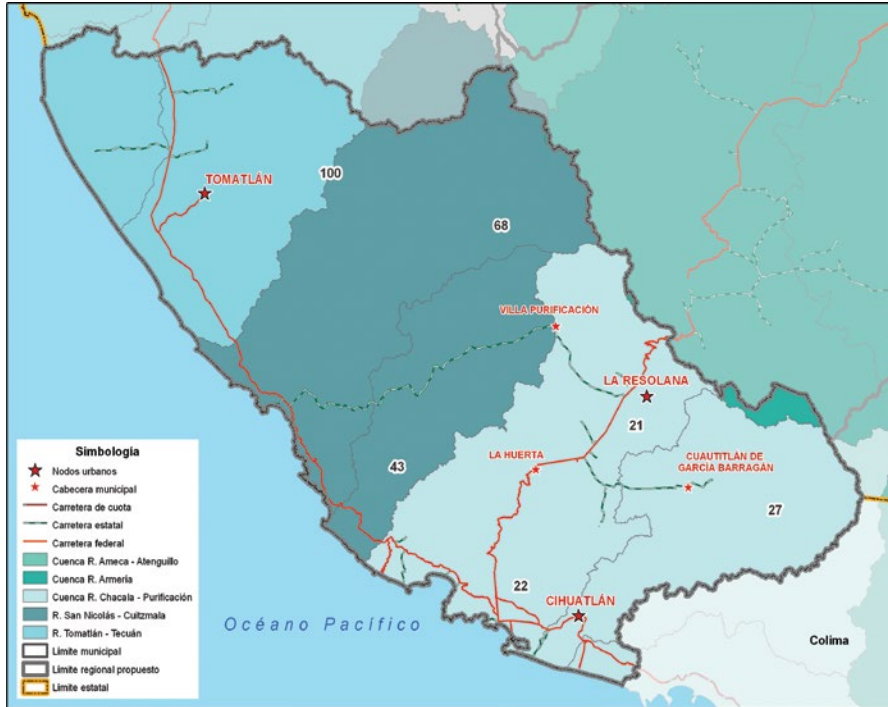 TOMATLÁN
100
68
VILLA PURIFICACIÓN
LA RESOLANA
21
LA HUERTA
43
CUAUTITLÁN DE
GARCÍA BARRAGÁN
27
22
CIHUATLÁN
Océano Pacífico
Colima
Simbología
Nodos urbanos
Cabecera municipal
Carretera de cuota
Carretera estatal
Carretera federal
Cuenca R. Ameca - Atenguillo
Cuenca R. Armería
Cuenca R. Chacala - Purificación
R. San Nicolás - Cuitzmala
R. Tomatlán - Tecuán
Límite municipal
Límite regional propuesto
Límite estatal